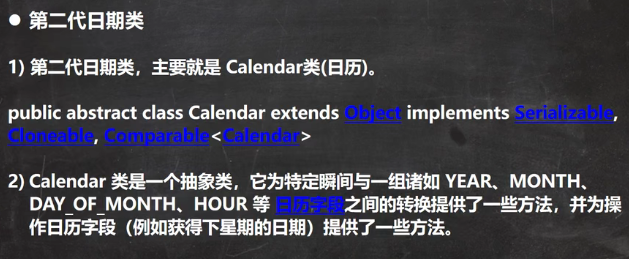 ● 第二代日期类
1) 第二代日期类，主要就是 Calendar类(日历)。
public abstract class Calendar extends Object implements Serializable,
Cloneable, Comparable<Calendar>
2) Calendar 类是一个抽象类，它为特定瞬间与一组诸如 YEAR、MONTH、
DAY_OF_MONTH、HOUR 等 日历字段之间的转换提供了一些方法，并为操
作日历字段（例如获得下星期的日期）提供了一些方法。